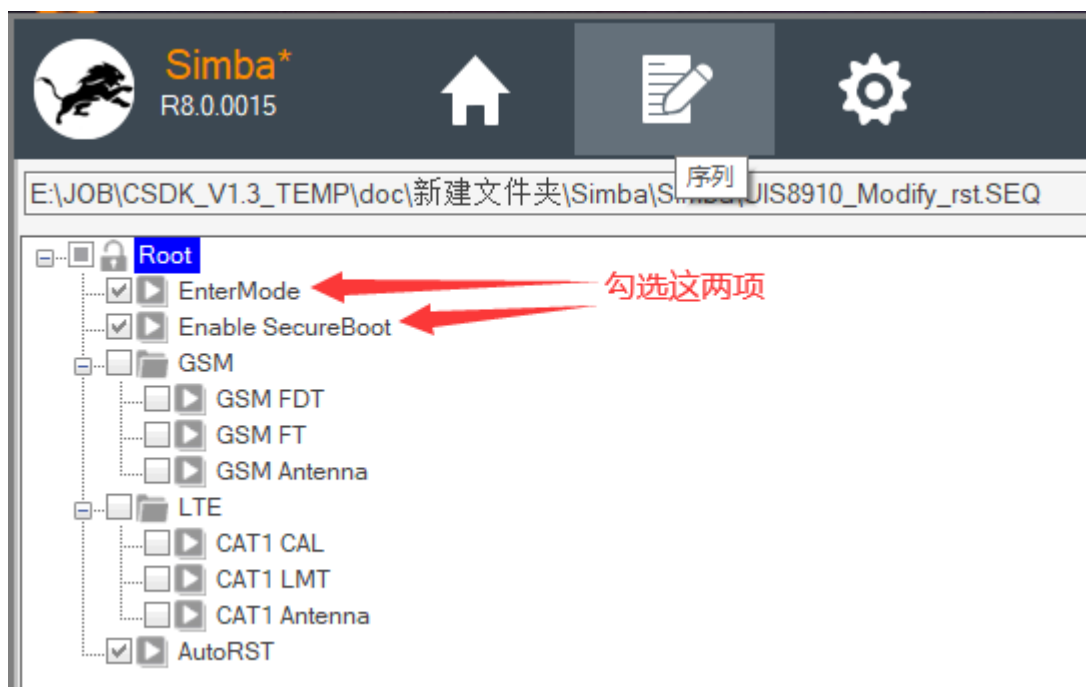 Simba*
R8.0.0015
序列
E:\JOB\CSDK_V1.3_TEMP\doc\新建文件夹\Simba\Simba\UIS8910_Modify_rst.SEQ
Root
EnterMode
勾选这两项
Enable SecureBoot
GSM
GSM FDT
GSM FT
GSM Antenna
LTE
CAT1 CAL
CAT1 LMT
CAT1 Antenna
AutoRST